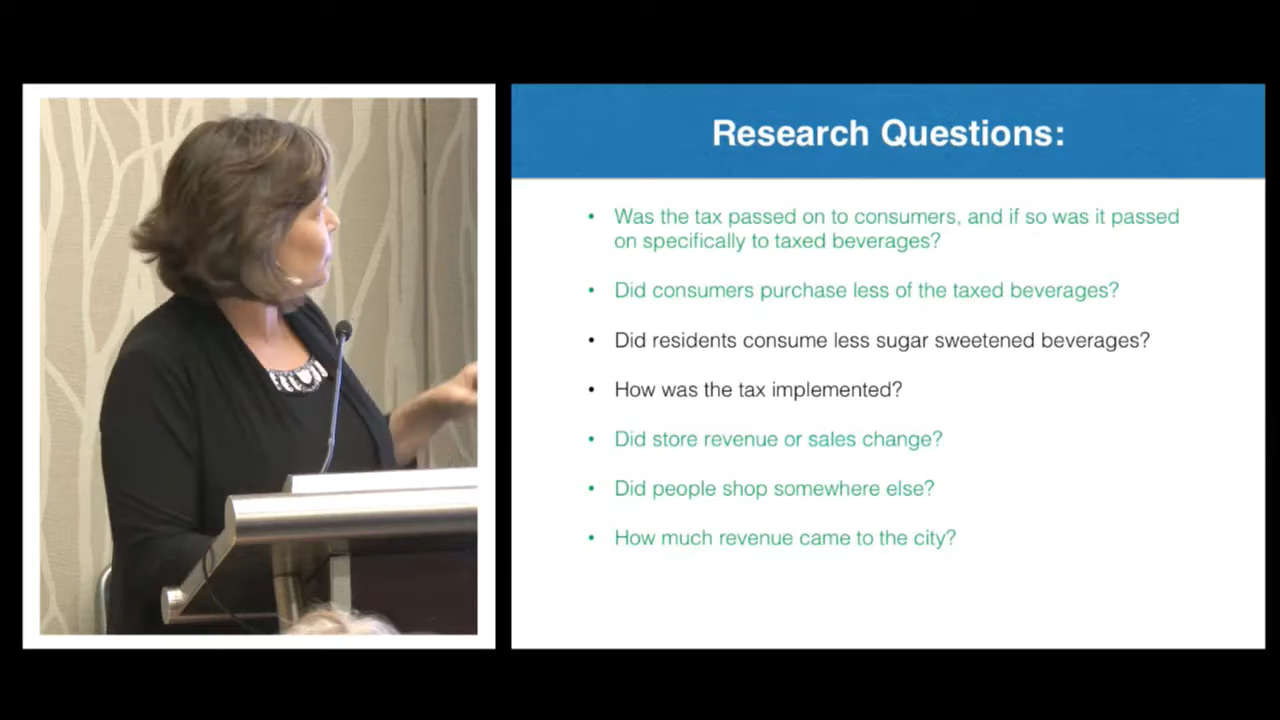 Research Questions:
• Was the tax passed on to consumers, and if so was it passed
on specifically to taxed beverages?
• Did consumers purchase less of the taxed beverages?
• Did residents consume less sugar sweetened beverages?
• How was the tax implemented?
• Did store revenue or sales change?
• Did people shop somewhere else?
• How much revenue came to the city?